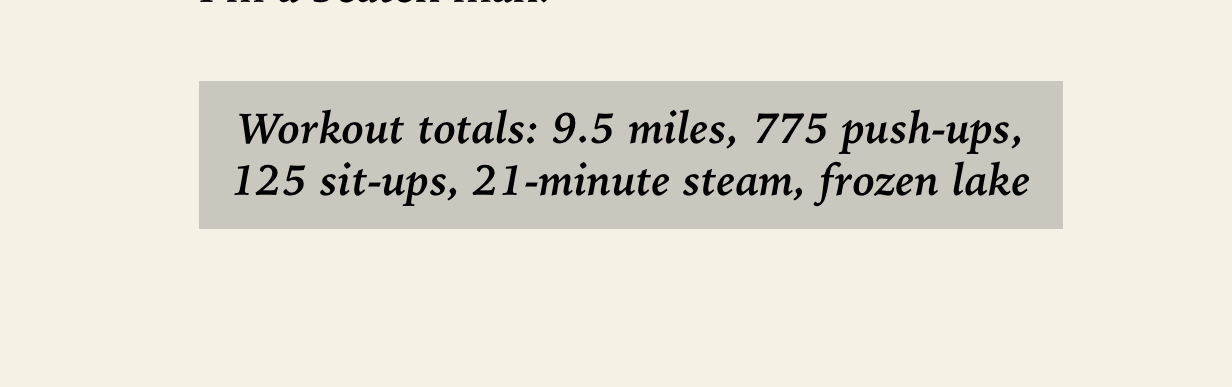 Workout totals: 9.5 miles, 775 push-ups,
125 sit-ups, 21-minute steam, frozen lake